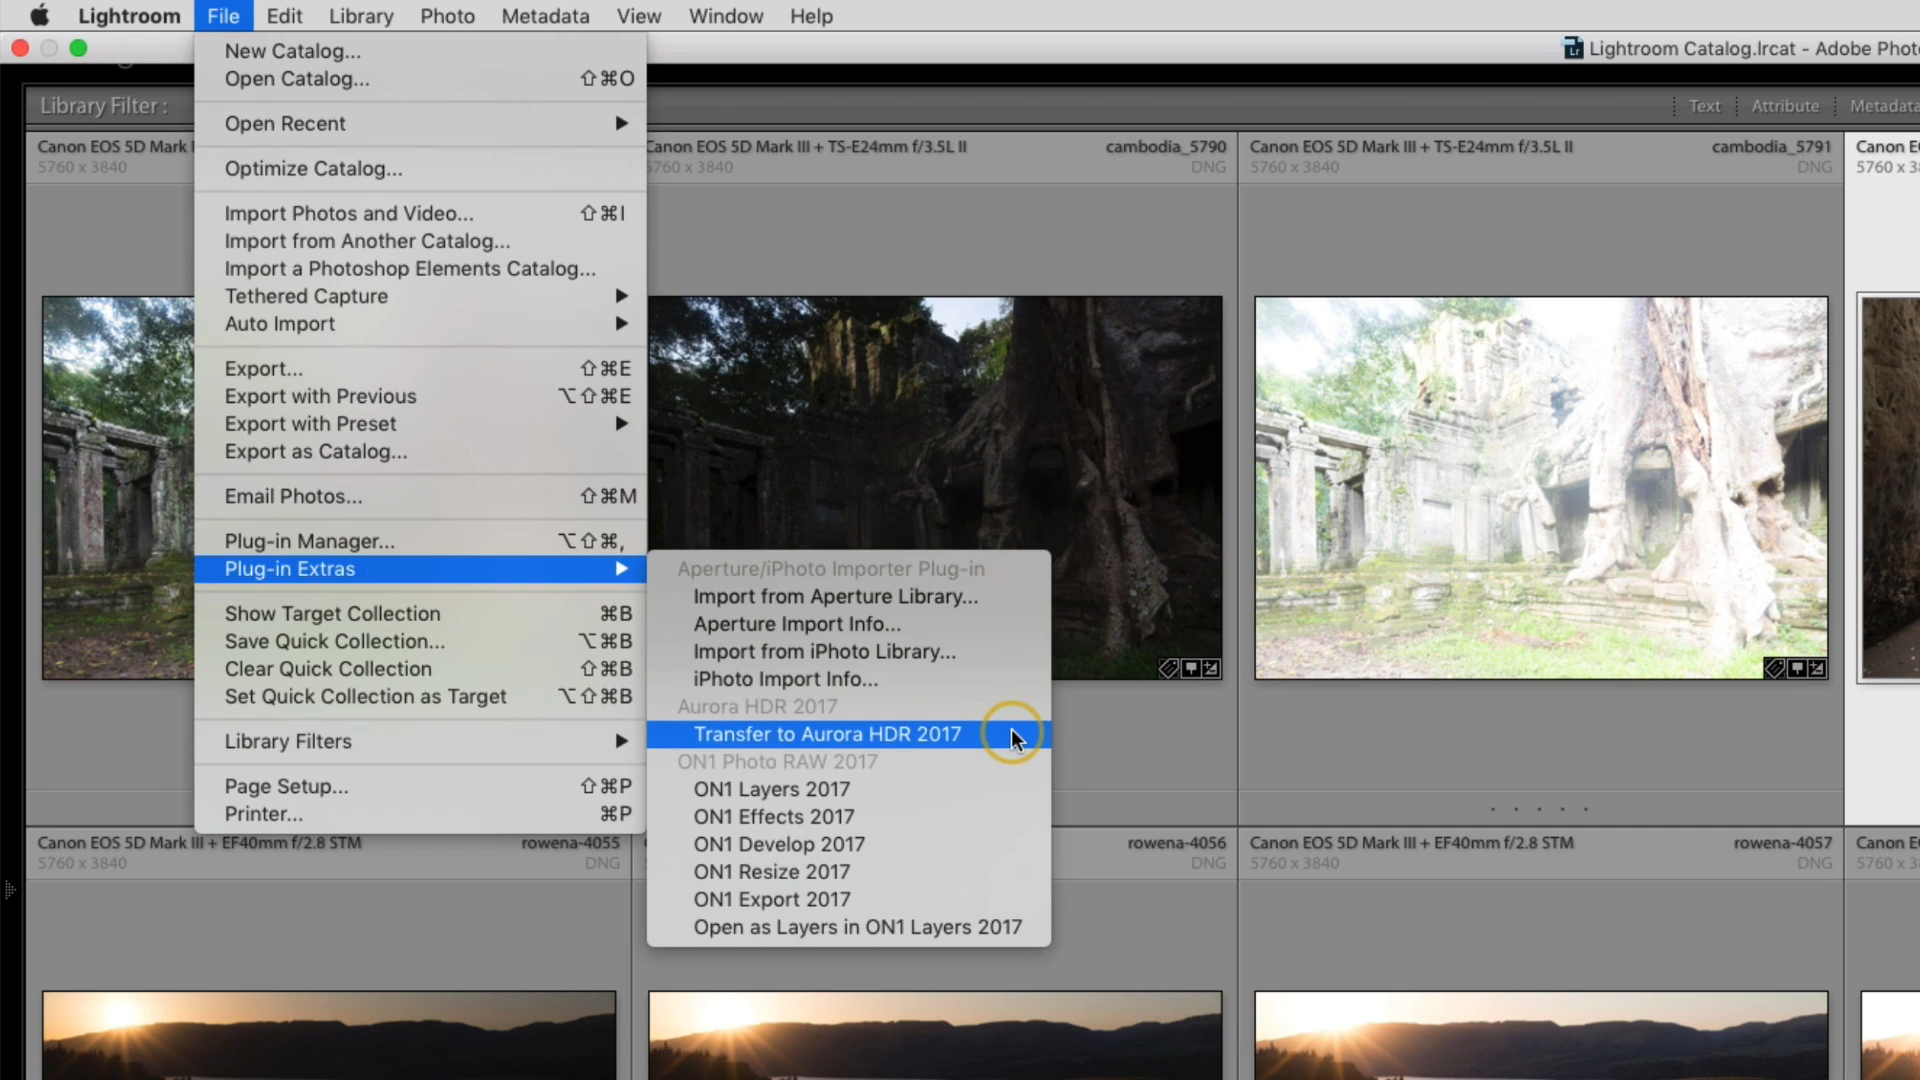 Lightroom File Edit Library Photo Metadata View Window Help
Lightroom Catalog.lrcat - Adobe Photo
Library Filter :
Text Attribute Metadata
New Catalog...
Open Catalog... ⇧⌘O
Open Recent
Optimize Catalog...
Import Photos and Video... ⇧⌘I
Import from Another Catalog...
Import a Photoshop Elements Catalog...
Tethered Capture
Auto Import
Export... ⇧⌘E
Export with Previous ⌥⇧⌘E
Export with Preset
Export as Catalog...
Email Photos... ⇧⌘M
Plug-in Manager... ⌥⇧⌘,
Plug-in Extras
Show Target Collection ⌘B
Save Quick Collection... ⌥⌘B
Clear Quick Collection ⇧⌘B
Set Quick Collection as Target ⌥⇧⌘B
Library Filters
Page Setup... ⇧⌘P
Printer... ⌘P
Aperture/iPhoto Importer Plug-in
Import from Aperture Library...
Aperture Import Info...
Import from iPhoto Library...
iPhoto Import Info...
Aurora HDR 2017
Transfer to Aurora HDR 2017
ON1 Photo RAW 2017
ON1 Layers 2017
ON1 Effects 2017
ON1 Develop 2017
ON1 Resize 2017
ON1 Export 2017
Open as Layers in ON1 Layers 2017
Canon EOS 5D Mark I
5760 x 3840
Canon EOS 5D Mark III + TS-E24mm f/3.5L II cambodia_5790
5760 x 3840 DNG
Canon EOS 5D Mark III + TS-E24mm f/3.5L II cambodia_5791
5760 x 3840 DNG
Canon E
5760 x 3
Canon EOS 5D Mark III + EF40mm f/2.8 STM rowena-4055
5760 x 3840 DNG
rowena-4056
DNG
Canon EOS 5D Mark III + EF40mm f/2.8 STM rowena-4057
5760 x 3840 DNG
Canon E
5760 x 3